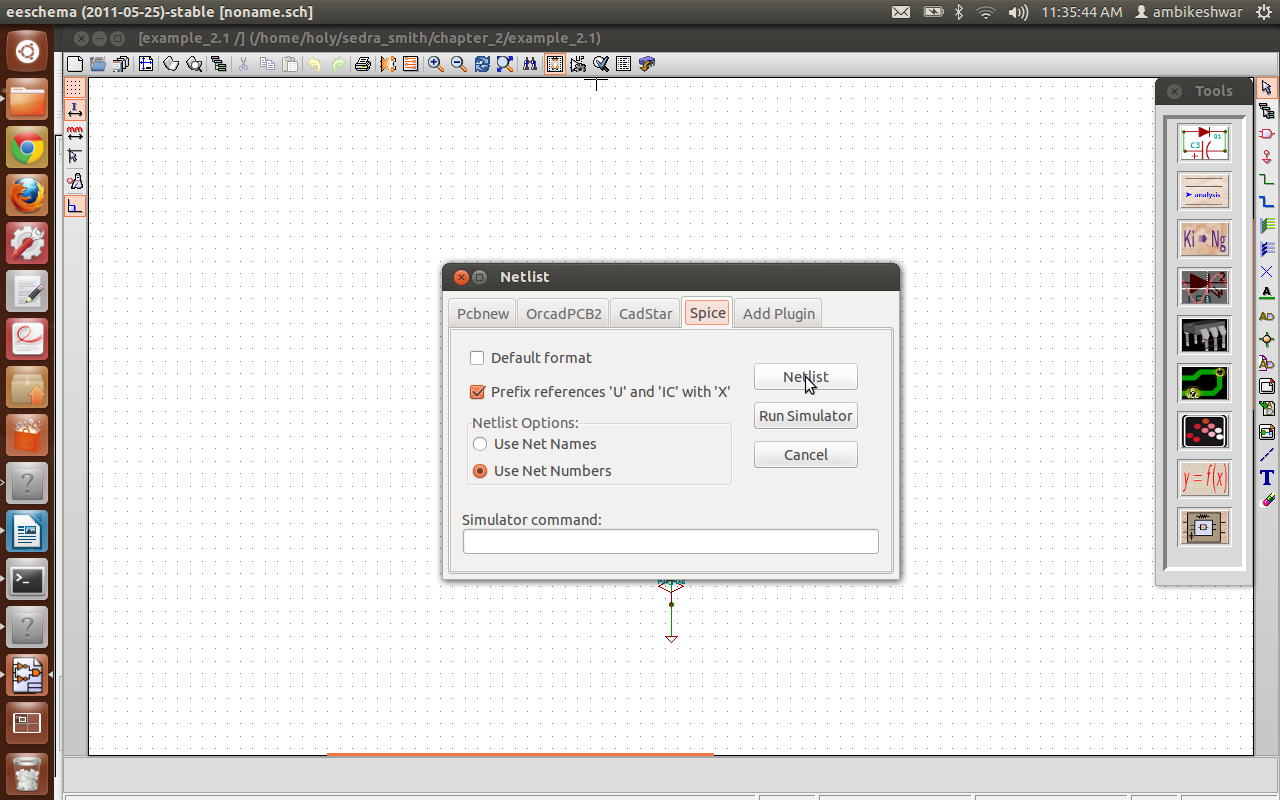 eeschema (2011-05-25)-stable [noname.sch]
11:35:44 AM ambikeshwar
[example_2.1 /] (/home/holy/sedra_smith/chapter_2/example_2.1)
Tools
C3 D1
analysis
Ki Ng
y = f(x)
Netlist
Pcbnew OrcadPCB2 CadStar Spice Add Plugin
Default format
Prefix references 'U' and 'IC' with 'X'
Netlist Options:
Use Net Names
Use Net Numbers
Netlist
Run Simulator
Cancel
Simulator command: